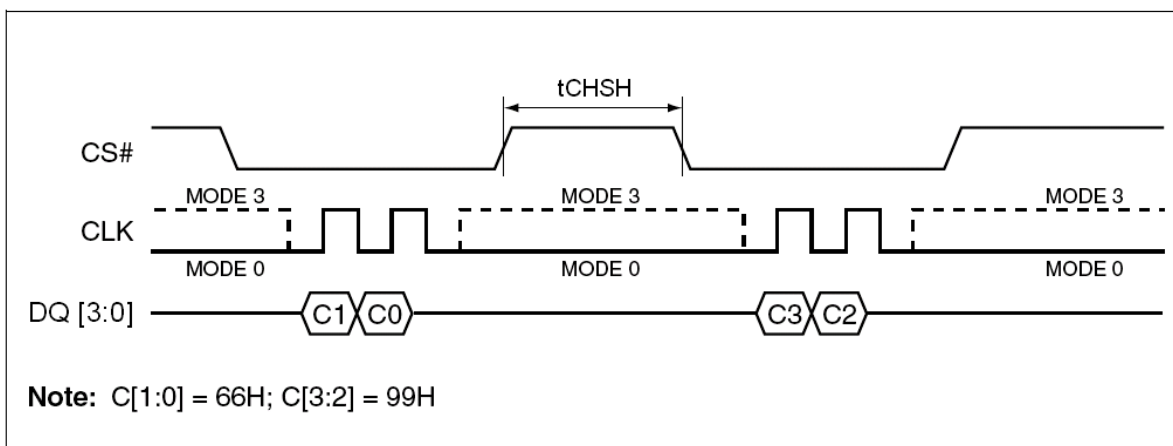 tCHSH
CS#
MODE 3 MODE 3 MODE 3
CLK
MODE 0 MODE 0 MODE 0
DQ [3:0] C1 C0 C3 C2
Note: C[1:0] = 66H; C[3:2] = 99H